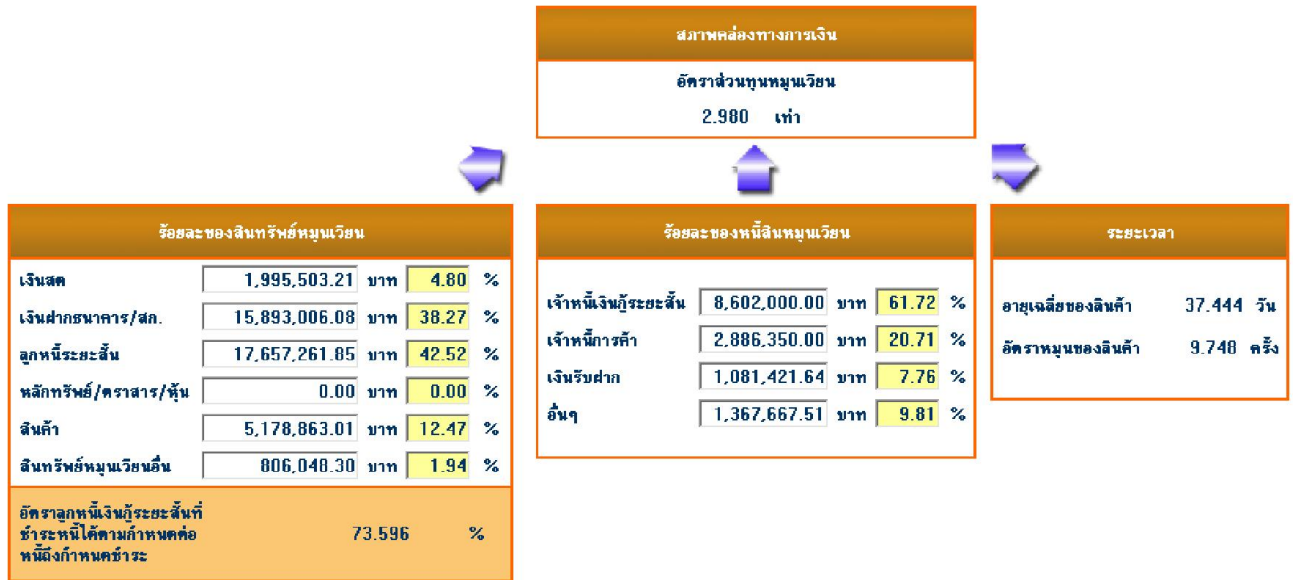 สภาพคล่องทางการเงิน
อัตราส่วนทุนหมุนเวียน
2.980 เท่า
ร้อยละของสินทรัพย์หมุนเวียน
เงินสด 1,995,503.21 บาท 4.80 %
เงินฝากธนาคาร/สก. 15,893,006.08 บาท 38.27 %
ลูกหนี้ระยะสั้น 17,657,261.85 บาท 42.52 %
หลักทรัพย์/ตราสาร/หุ้น 0.00 บาท 0.00 %
สินค้า 5,178,863.01 บาท 12.47 %
สินทรัพย์หมุนเวียนอื่น 806,048.30 บาท 1.94 %
อัตราลูกหนี้เงินกู้ระยะสั้นที่
ชำระหนี้ได้ตามกำหนดต่อ 73.596 %
หนี้ถึงกำหนดชำระ
ร้อยละของหนี้สินหมุนเวียน
เจ้าหนี้เงินกู้ระยะสั้น 8,602,000.00 บาท 61.72 %
เจ้าหนี้การค้า 2,886,350.00 บาท 20.71 %
เงินรับฝาก 1,081,421.64 บาท 7.76 %
อื่นๆ 1,367,667.51 บาท 9.81 %
ระยะเวลา
อายุเฉลี่ยของสินค้า 37.444 วัน
อัตราหมุนของสินค้า 9.748 ครั้ง